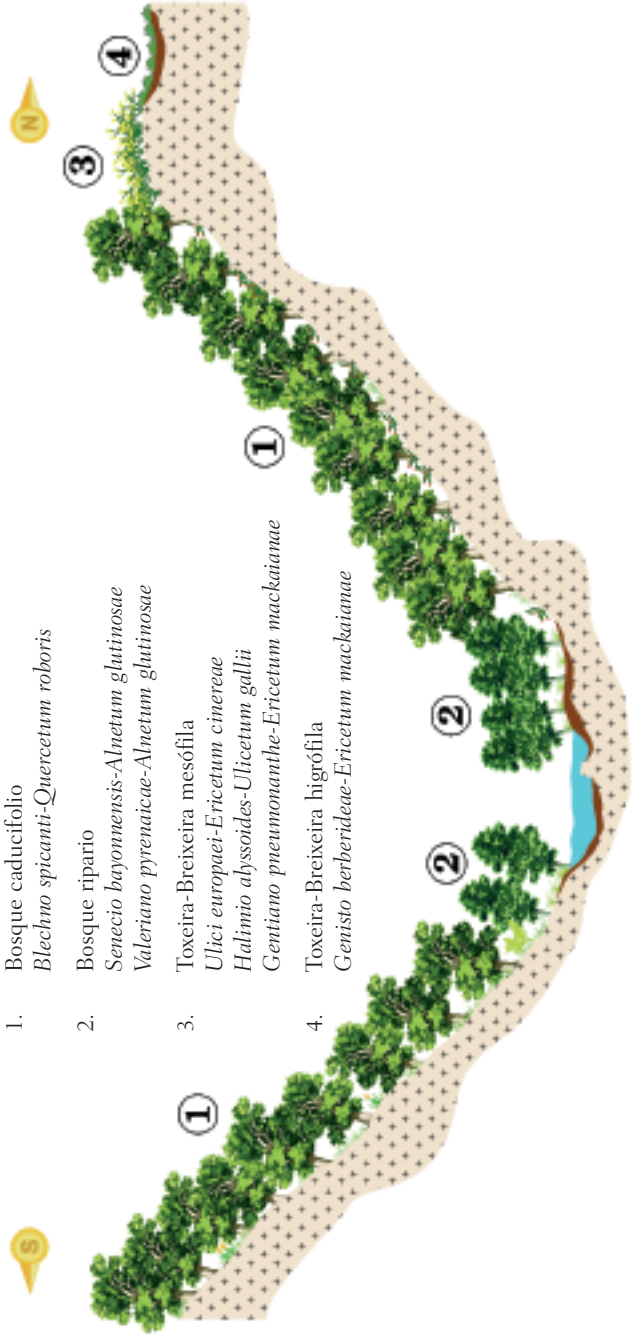 1. Bosque caducifolio
Blechno spicanti-Quercetum roboris
2. Bosque ripario
Senecio bayonnensis-Alnetum glutinosae
Valeriano pyrenaicae-Alnetum glutinosae
3. Toxeira-Breixeira mesófila
Ulici europaei-Ericetum cinereae
Halimio alyssoides-Ulicetum gallii
Gentiano pneumonanthe-Ericetum mackaianae
4. Toxeira-Breixeira higrófila
Genisto berberideae-Ericetum mackaianae
S
1
2
2
1
3
4
N